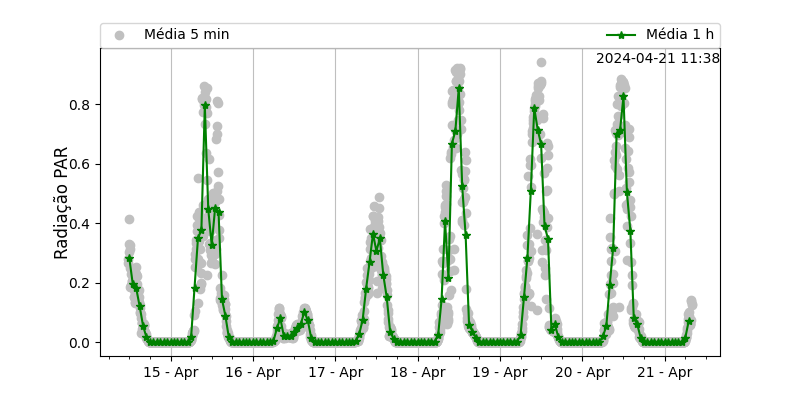 Média 5 min
Média 1 h
2024-04-21 11:38
Radiação PAR
0.8
0.6
0.4
0.2
0.0
15 - Apr
16 - Apr
17 - Apr
18 - Apr
19 - Apr
20 - Apr
21 - Apr